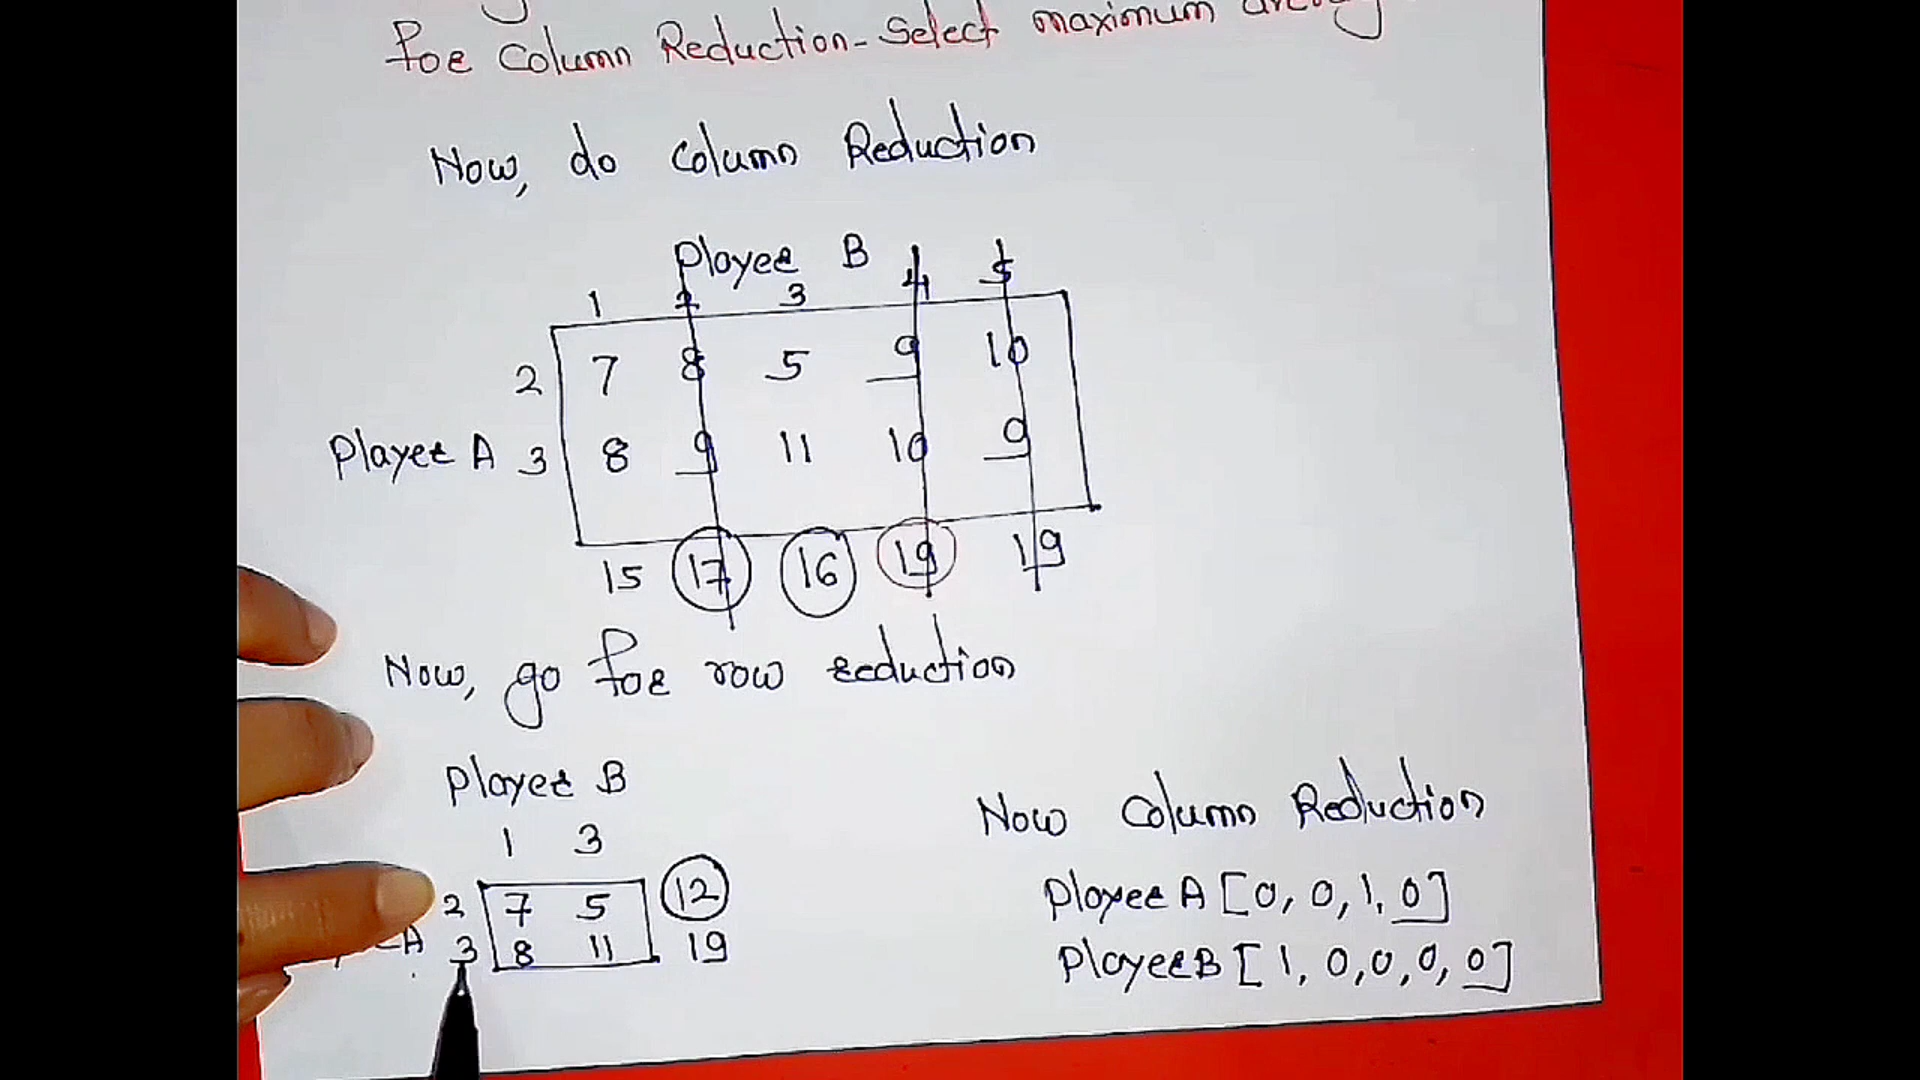 For Column Reduction - Select maximum
Now, do Column Reduction
Player B
1 2 3 4 5
2 7 8 5 9 10
Player A 3 8 9 11 10 9
15 17 16 19 19
Now, go for row reduction
Player B
1 3
2 7 5 12
A 3 8 11 19
Now Column Reduction
Player A [0, 0, 1, 0]
Player B [1, 0, 0, 0, 0]